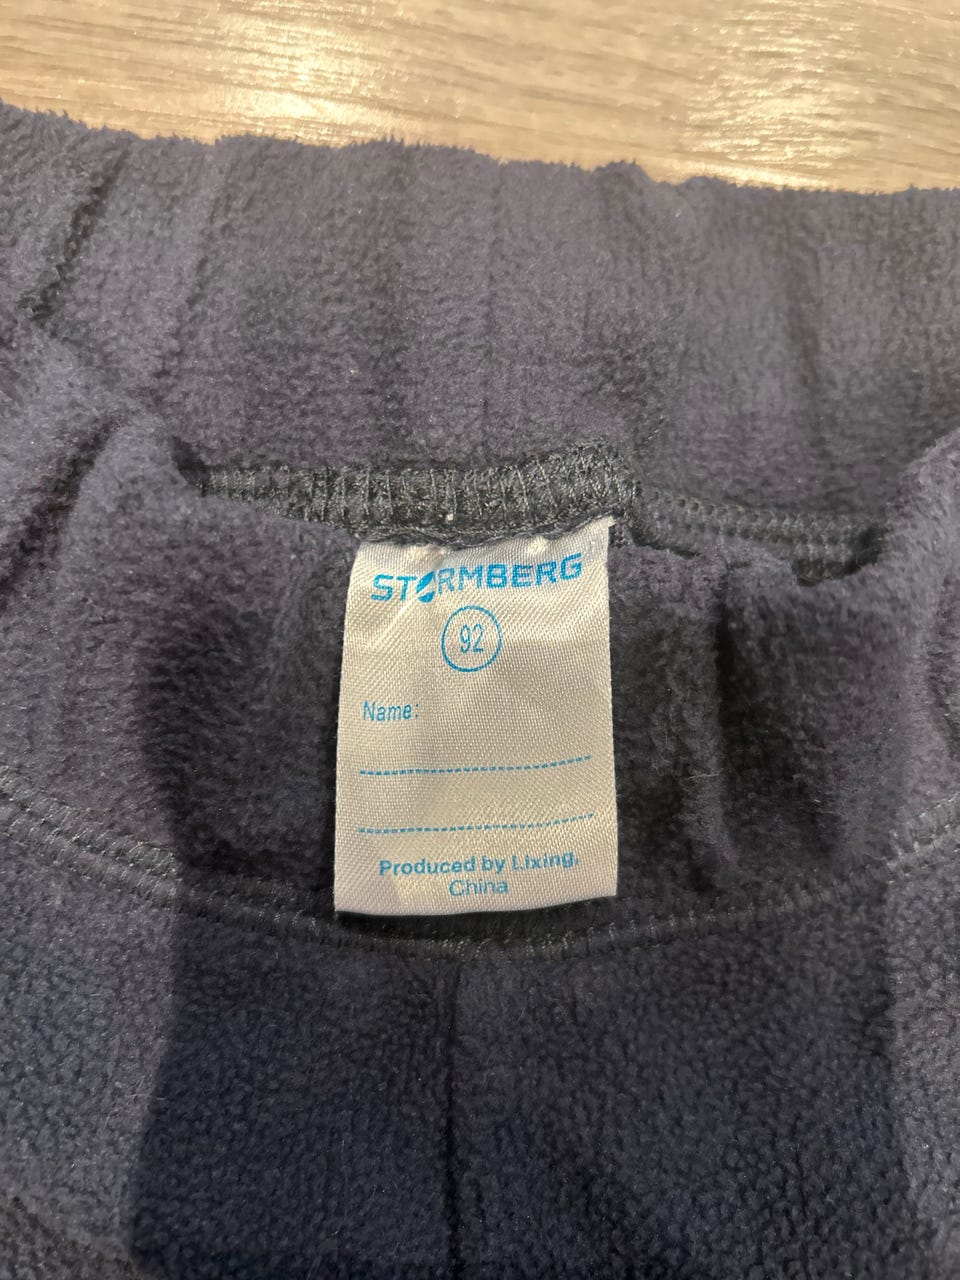 STORMBERG
92
Name:
Produced by Lixing.
China